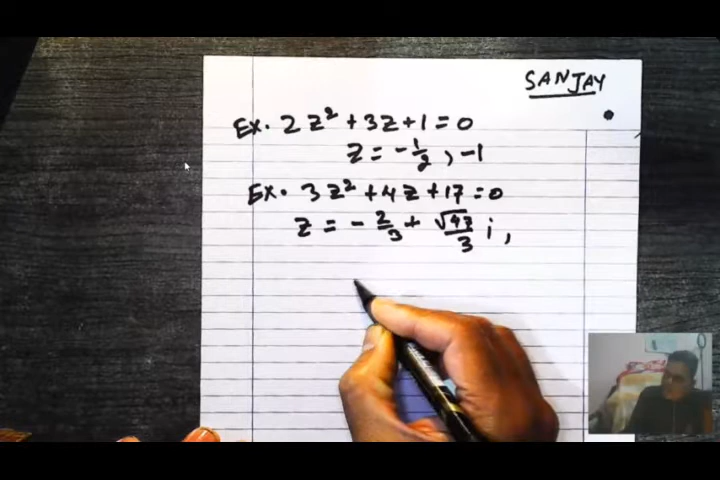 SANJAY
Ex. 2z² + 3z + 1 = 0
z = -1/2, -1
Ex. 3z² + 4z + 17 = 0
z = -2/3 + √47/3 i,